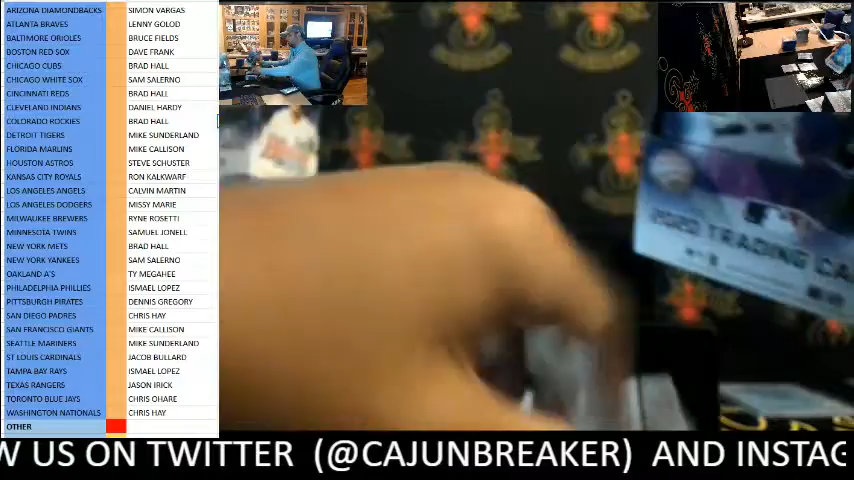 ARIZONA DIAMONDBACKS SIMON VARGAS
ATLANTA BRAVES LENNY GOLOD
BALTIMORE ORIOLES BRUCE FIELDS
BOSTON RED SOX DAVE FRANK
CHICAGO CUBS BRAD HALL
CHICAGO WHITE SOX SAM SALERNO
CINCINNATI REDS BRAD HALL
CLEVELAND INDIANS DANIEL HARDY
COLORADO ROCKIES BRAD HALL
DETROIT TIGERS MIKE SUNDERLAND
FLORIDA MARLINS MIKE CALLISON
HOUSTON ASTROS STEVE SCHUSTER
KANSAS CITY ROYALS RON KALKWARF
LOS ANGELES ANGELS CALVIN MARTIN
LOS ANGELES DODGERS MISSY MARIE
MILWAUKEE BREWERS RYNE ROSETTI
MINNESOTA TWINS SAMUEL JONELL
NEW YORK METS BRAD HALL
NEW YORK YANKEES SAM SALERNO
OAKLAND A'S TY MEGAHEE
PHILADELPHIA PHILLIES ISMAEL LOPEZ
PITTSBURGH PIRATES DENNIS GREGORY
SAN DIEGO PADRES CHRIS HAY
SAN FRANCISCO GIANTS MIKE CALLISON
SEATTLE MARINERS MIKE SUNDERLAND
ST LOUIS CARDINALS JACOB BULLARD
TAMPA BAY RAYS ISMAEL LOPEZ
TEXAS RANGERS JASON IRICK
TORONTO BLUE JAYS CHRIS OHARE
WASHINGTON NATIONALS CHRIS HAY
OTHER
2020 TRADING CA
W US ON TWITTER (@CAJUNBREAKER) AND INSTAG